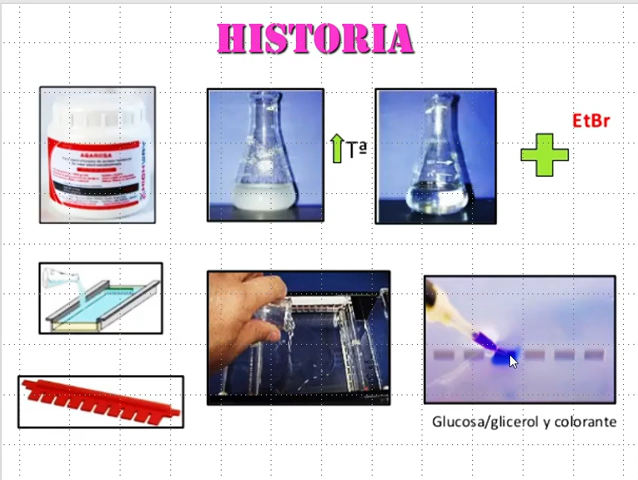 HISTORIA
AGAROSA
Tª
EtBr
Glucosa/glicerol y colorante